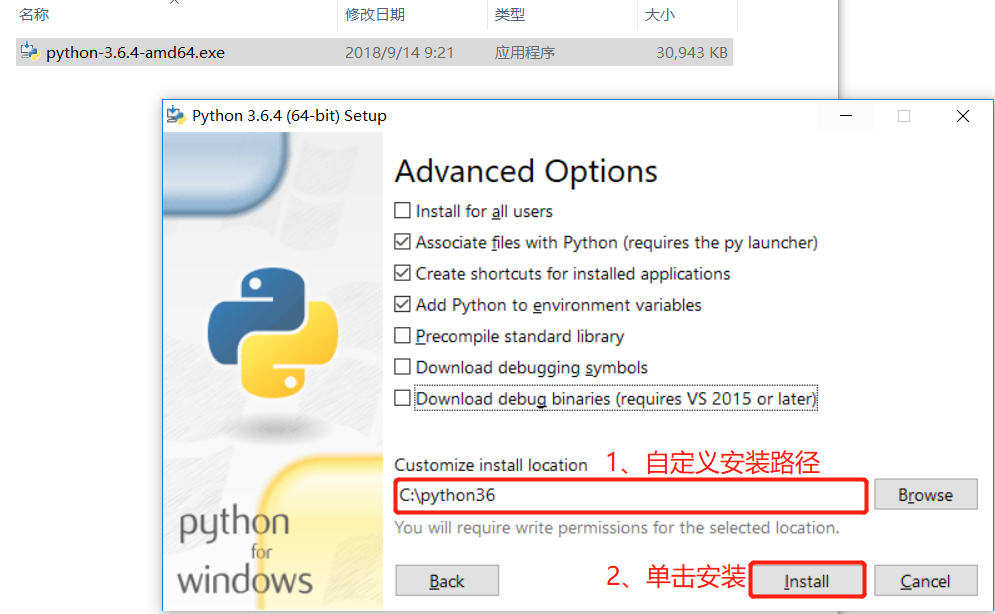 名称 修改日期 类型 大小
python-3.6.4-amd64.exe 2018/9/14 9:21 应用程序 30,943 KB
Python 3.6.4 (64-bit) Setup
Advanced Options
Install for all users
Associate files with Python (requires the py launcher)
Create shortcuts for installed applications
Add Python to environment variables
Precompile standard library
Download debugging symbols
Download debug binaries (requires VS 2015 or later)
Customize install location 1、自定义安装路径
C:\python36 Browse
You will require write permissions for the selected location.
python
for
windows
Back 2、单击安装 Install Cancel